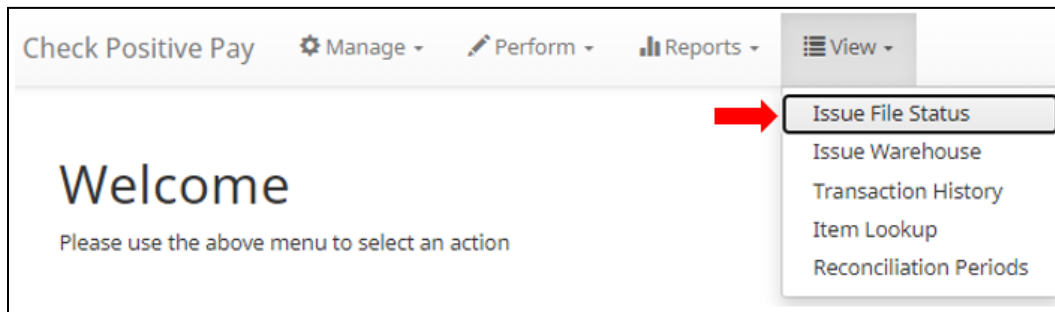 Check Positive Pay Manage Perform Reports View
Issue File Status
Issue Warehouse
Transaction History
Item Lookup
Reconciliation Periods
Welcome
Please use the above menu to select an action